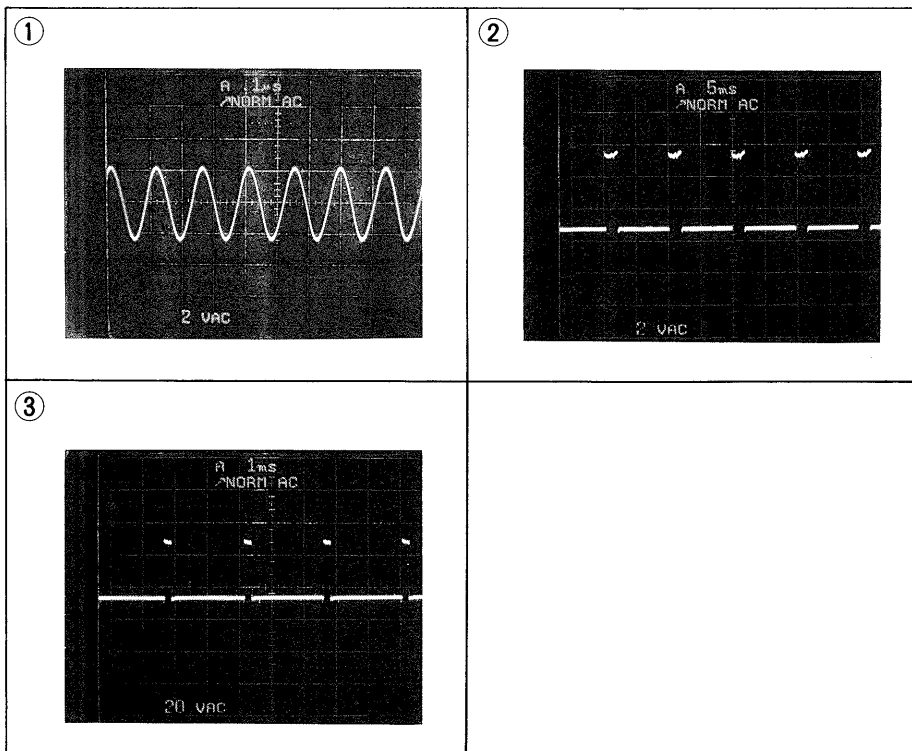 ①
A .1µs
↗NORM AC
2 VAC
②
A 5ms
↗NORM AC
2 VAC
③
A 1ms
↗NORM AC
20 VAC